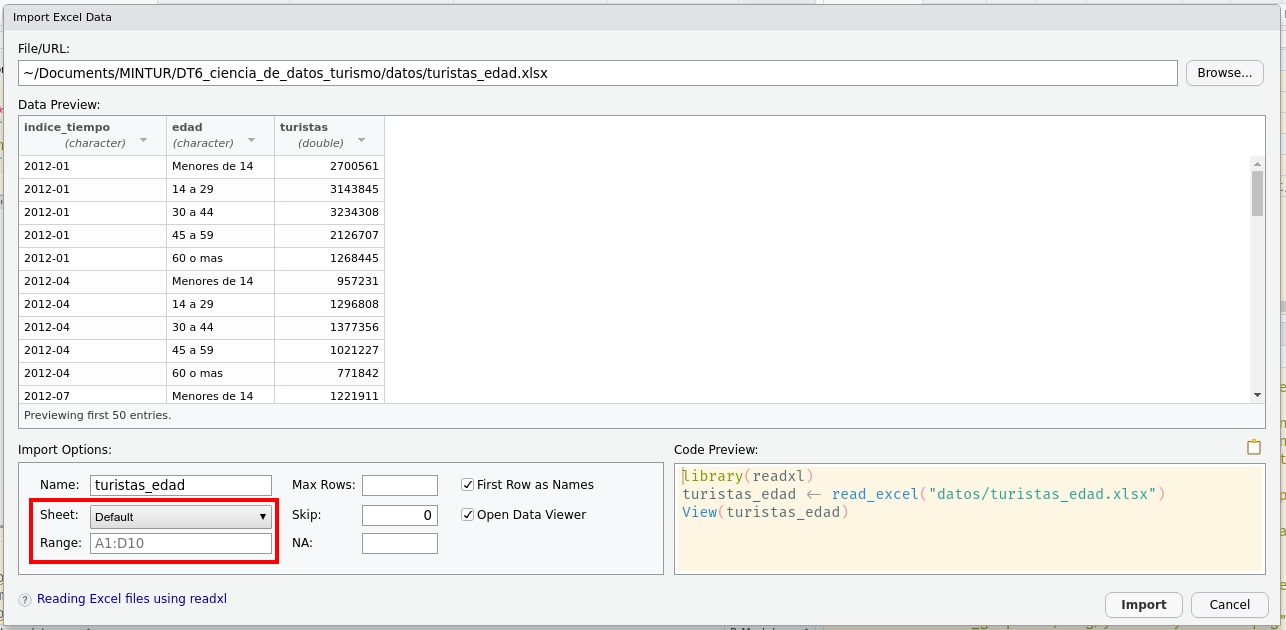 Import Excel Data
File/URL:
~/Documents/MINTUR/DT6_ciencia_de_datos_turismo/datos/turistas_edad.xlsx
Browse...
Data Preview:
indice_tiempo edad turistas
(character) (character) (double)
2012-01 Menores de 14 2700561
2012-01 14 a 29 3143845
2012-01 30 a 44 3234308
2012-01 45 a 59 2126707
2012-01 60 o mas 1268445
2012-04 Menores de 14 957231
2012-04 14 a 29 1296808
2012-04 30 a 44 1377356
2012-04 45 a 59 1021227
2012-04 60 o mas 771842
2012-07 Menores de 14 1221911
Previewing first 50 entries.
Import Options:
Name: turistas_edad
Sheet: Default
Range: A1:D10
Max Rows:
Skip: 0
NA:
First Row as Names
Open Data Viewer
Code Preview:
library(readxl)
turistas_edad <- read_excel("datos/turistas_edad.xlsx")
View(turistas_edad)
? Reading Excel files using readxl
Import
Cancel